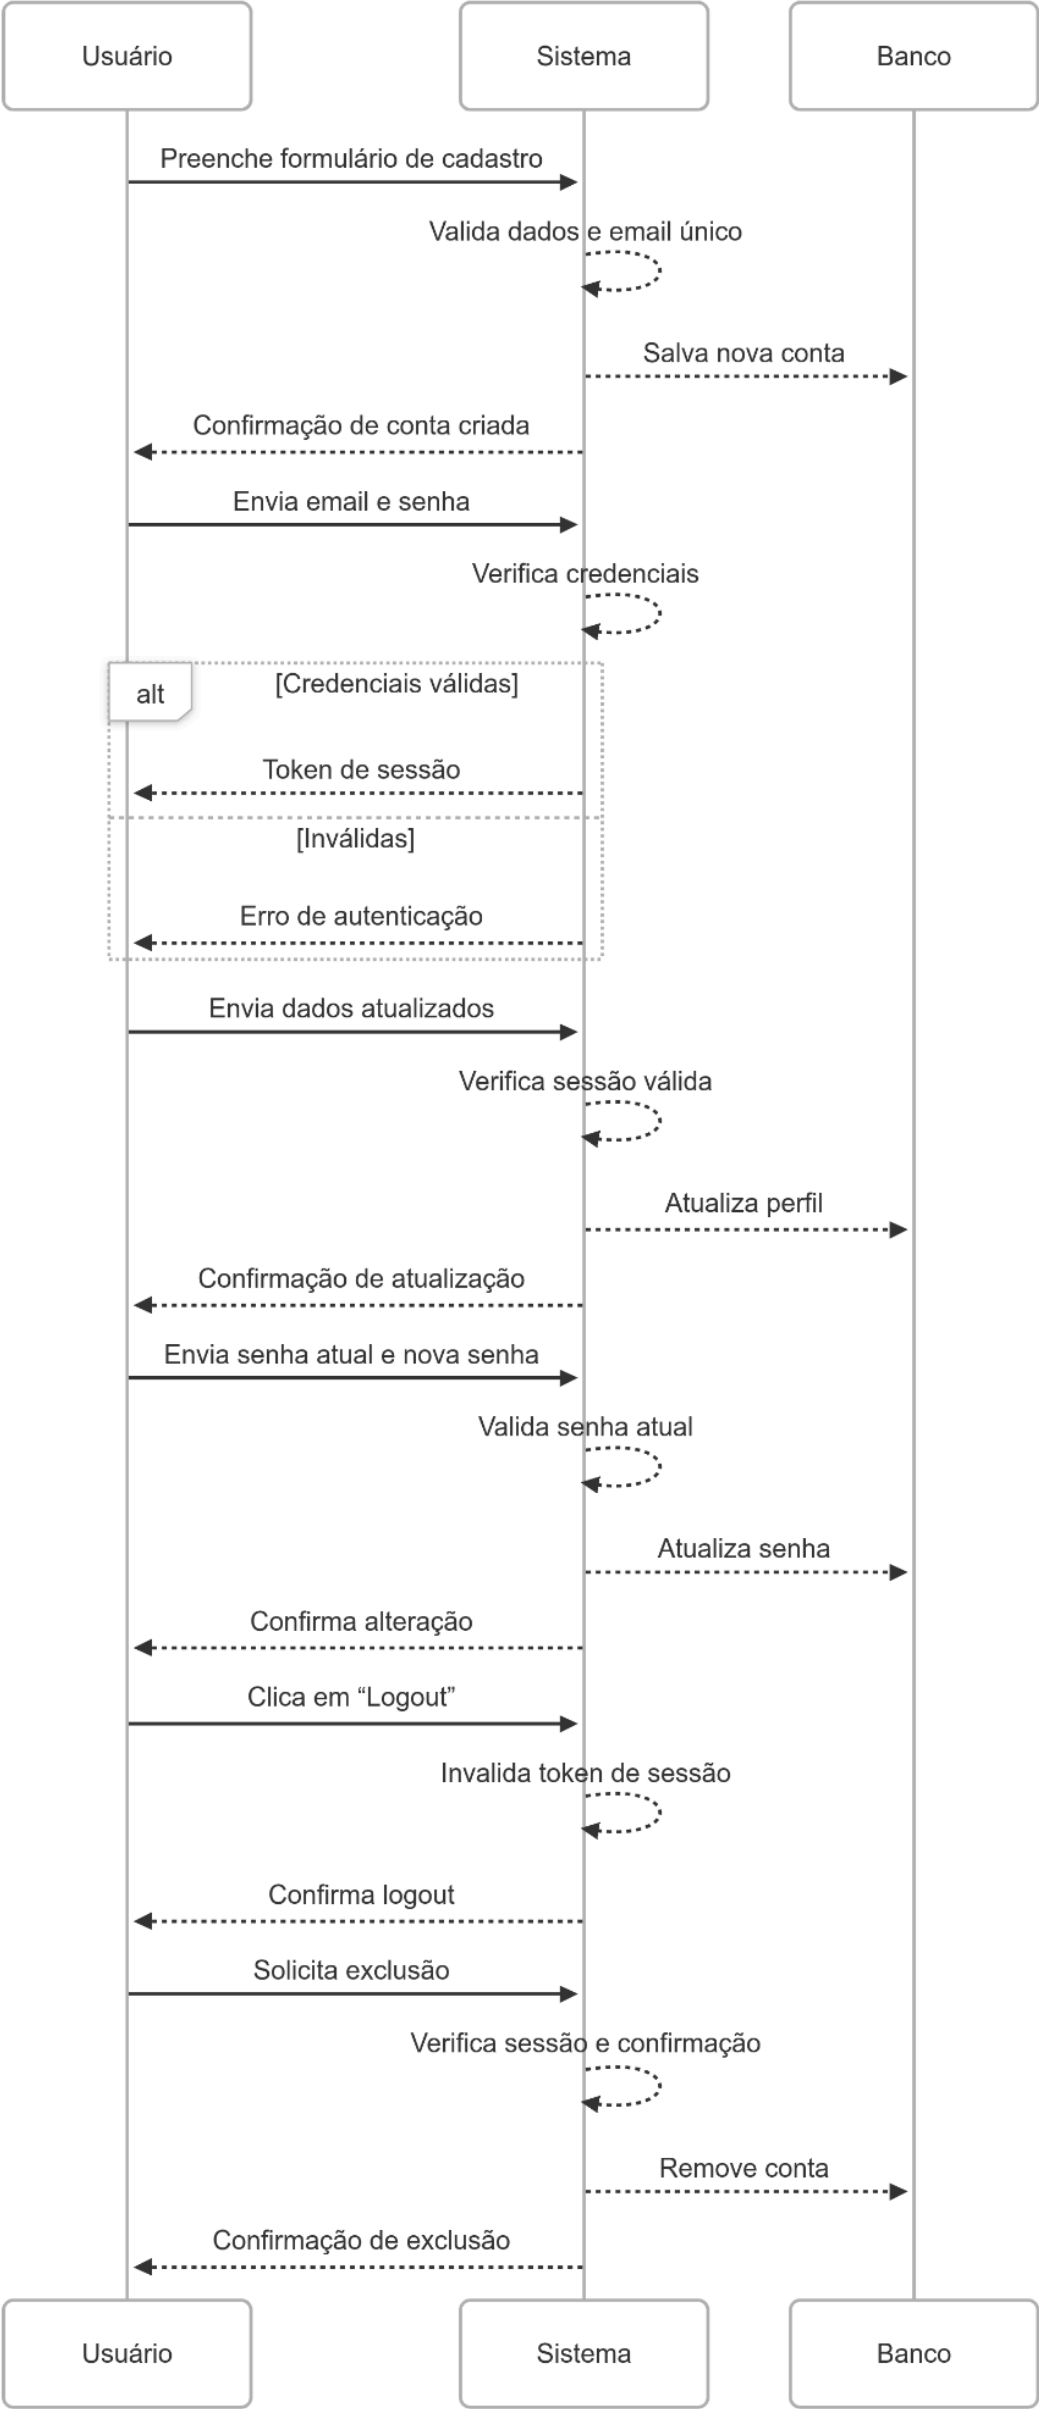 Usuário
Sistema
Banco
Preenche formulário de cadastro
Valida dados e email único
Salva nova conta
Confirmação de conta criada
Envia email e senha
Verifica credenciais
alt
[Credenciais válidas]
Token de sessão
[Inválidas]
Erro de autenticação
Envia dados atualizados
Verifica sessão válida
Atualiza perfil
Confirmação de atualização
Envia senha atual e nova senha
Valida senha atual
Atualiza senha
Confirma alteração
Clica em “Logout”
Invalida token de sessão
Confirma logout
Solicita exclusão
Verifica sessão e confirmação
Remove conta
Confirmação de exclusão
Usuário
Sistema
Banco